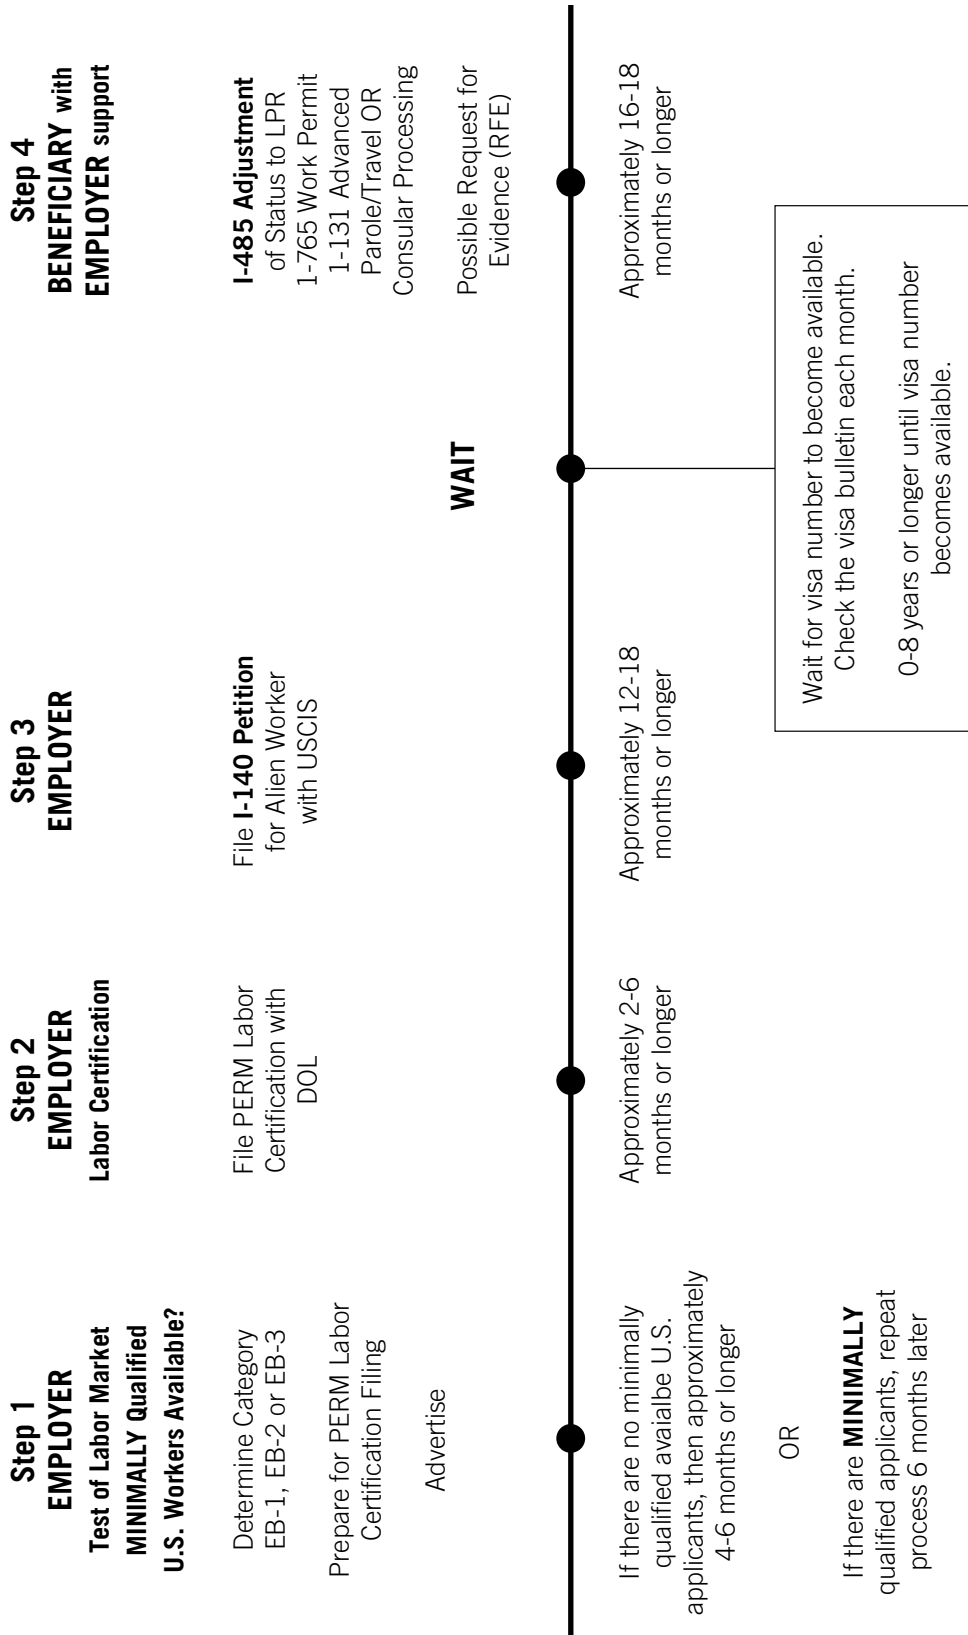 Step 1
EMPLOYER
Test of Labor Market
MINIMALLY Qualified
U.S. Workers Available?
Determine Category
EB-1, EB-2 or EB-3
Prepare for PERM Labor
Certification Filing
Advertise
If there are no minimally
qualified avaialbe U.S.
applicants, then approximately
4-6 months or longer
OR
If there are MINIMALLY
qualified applicants, repeat
process 6 months later
Step 2
EMPLOYER
Labor Certification
File PERM Labor
Certification with
DOL
Approximately 2-6
months or longer
Step 3
EMPLOYER
File I-140 Petition
for Alien Worker
with USCIS
Approximately 12-18
months or longer
WAIT
Wait for visa number to become available.
Check the visa bulletin each month.
0-8 years or longer until visa number
becomes available.
Step 4
BENEFICIARY with
EMPLOYER support
I-485 Adjustment
of Status to LPR
1-765 Work Permit
1-131 Advanced
Parole/Travel OR
Consular Processing
Possible Request for
Evidence (RFE)
Approximately 16-18
months or longer